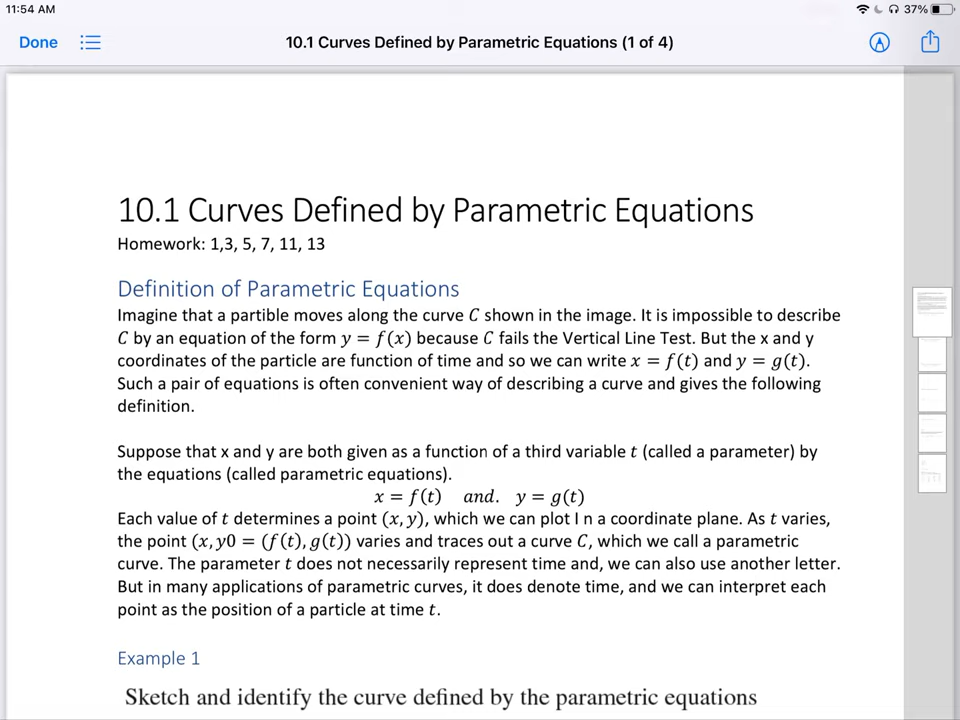 11:54 AM
37%
Done
10.1 Curves Defined by Parametric Equations (1 of 4)
10.1 Curves Defined by Parametric Equations
Homework: 1,3, 5, 7, 11, 13
Definition of Parametric Equations
Imagine that a partible moves along the curve C shown in the image. It is impossible to describe
C by an equation of the form y = f(x) because C fails the Vertical Line Test. But the x and y
coordinates of the particle are function of time and so we can write x = f(t) and y = g(t).
Such a pair of equations is often convenient way of describing a curve and gives the following
definition.
Suppose that x and y are both given as a function of a third variable t (called a parameter) by
the equations (called parametric equations).
x = f(t) and. y = g(t)
Each value of t determines a point (x, y), which we can plot I n a coordinate plane. As t varies,
the point (x, y0 = (f(t), g(t)) varies and traces out a curve C, which we call a parametric
curve. The parameter t does not necessarily represent time and, we can also use another letter.
But in many applications of parametric curves, it does denote time, and we can interpret each
point as the position of a particle at time t.
Example 1
Sketch and identify the curve defined by the parametric equations